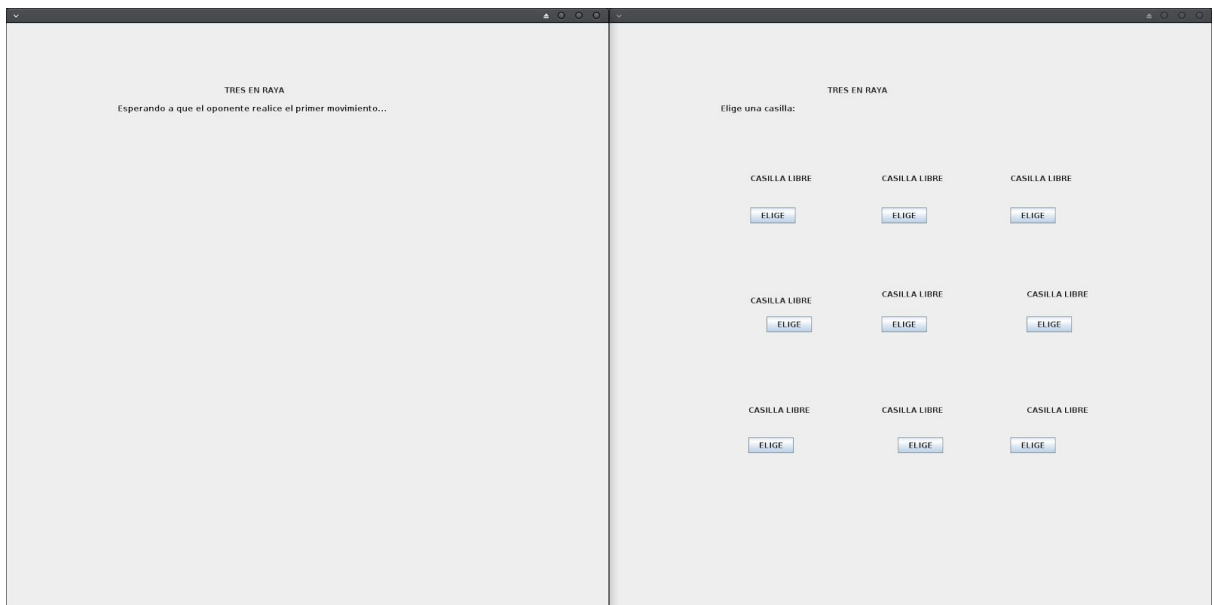 TRES EN RAYA
Esperando a que el oponente realice el primer movimiento...
TRES EN RAYA
Elige una casilla:
CASILLA LIBRE CASILLA LIBRE CASILLA LIBRE
ELIGE ELIGE ELIGE
CASILLA LIBRE CASILLA LIBRE CASILLA LIBRE
ELIGE ELIGE ELIGE
CASILLA LIBRE CASILLA LIBRE CASILLA LIBRE
ELIGE ELIGE ELIGE